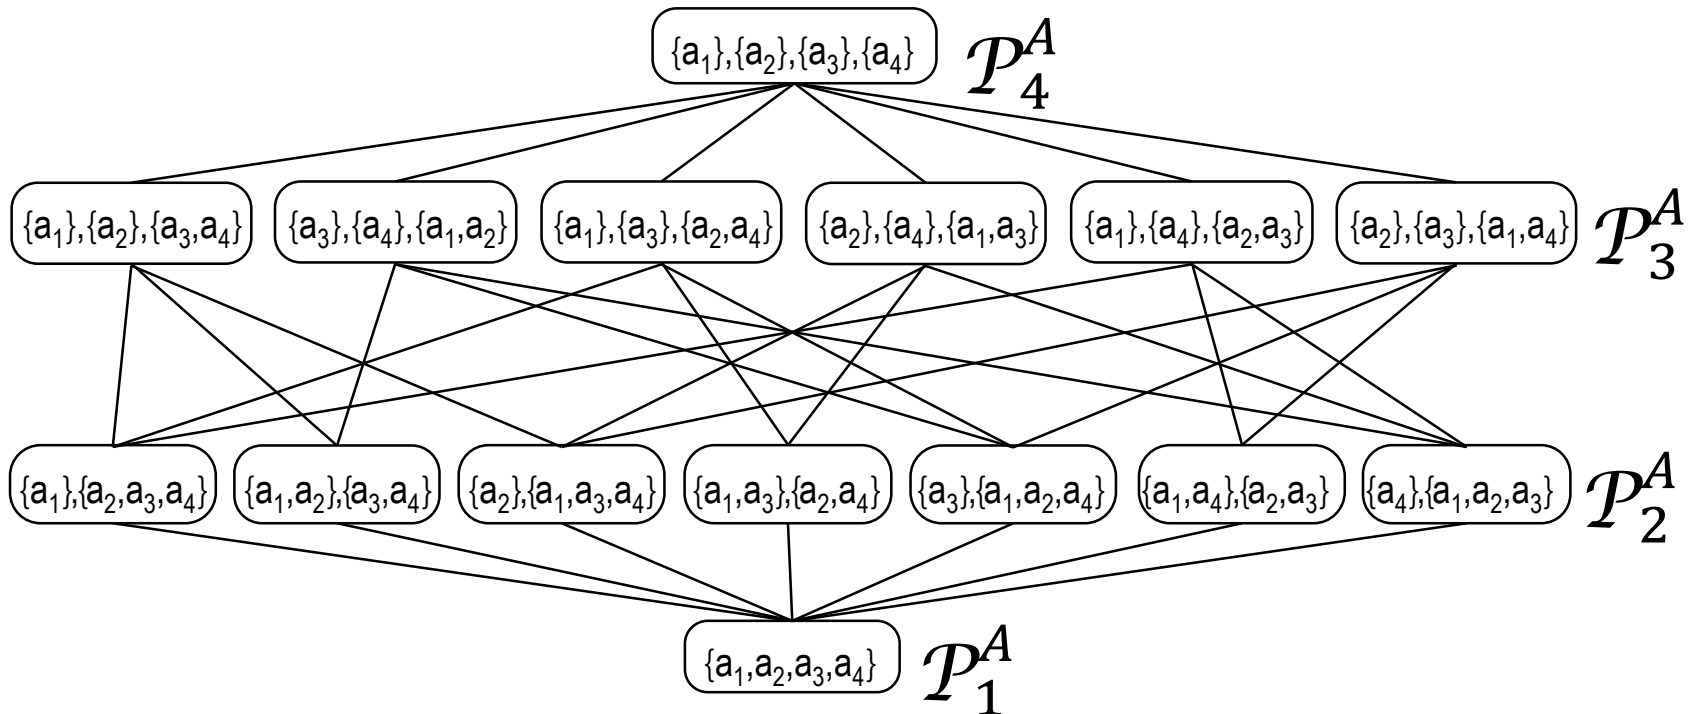 {a₁},{a₂},{a₃},{a₄} 𝒫₄ᴬ
{a₁},{a₂},{a₃,a₄} {a₃},{a₄},{a₁,a₂} {a₁},{a₃},{a₂,a₄} {a₂},{a₄},{a₁,a₃} {a₁},{a₄},{a₂,a₃} {a₂},{a₃},{a₁,a₄} 𝒫₃ᴬ
{a₁},{a₂,a₃,a₄} {a₁,a₂},{a₃,a₄} {a₂},{a₁,a₃,a₄} {a₁,a₃},{a₂,a₄} {a₃},{a₁,a₂,a₄} {a₁,a₄},{a₂,a₃} {a₄},{a₁,a₂,a₃} 𝒫₂ᴬ
{a₁,a₂,a₃,a₄} 𝒫₁ᴬ